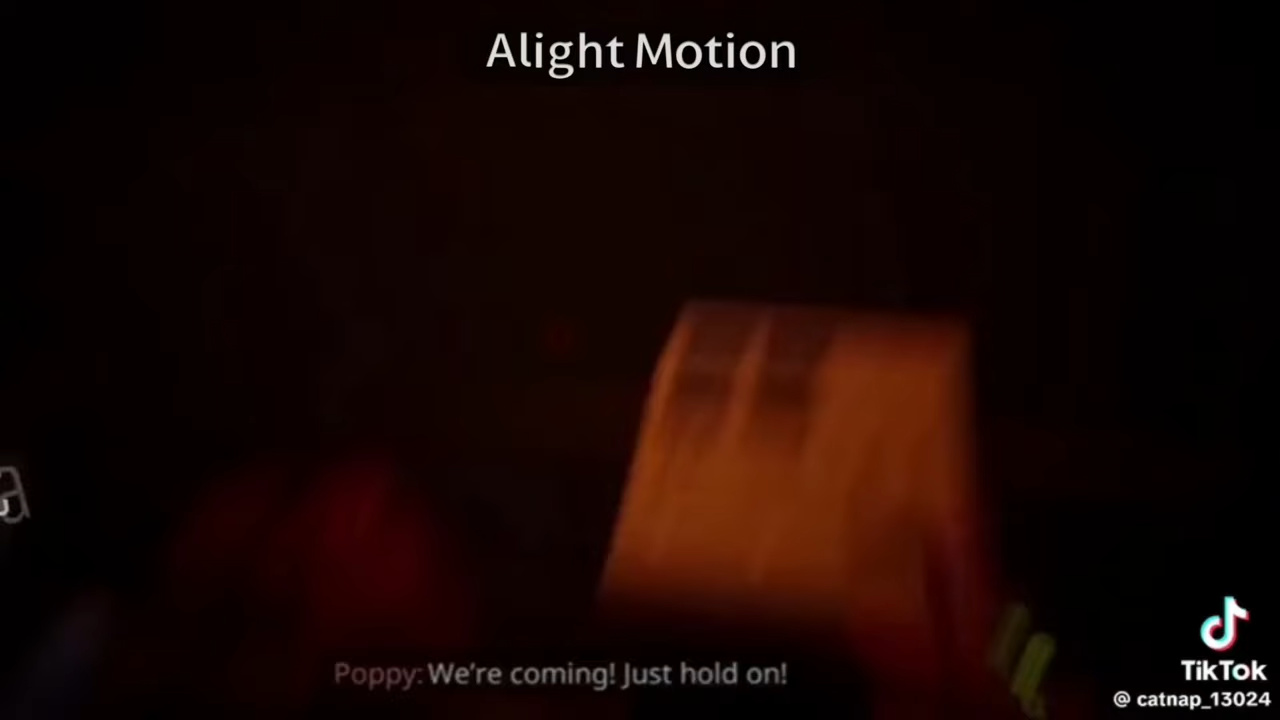 Alight Motion
Poppy: We're coming! Just hold on!
TikTok
@ catnap_13024